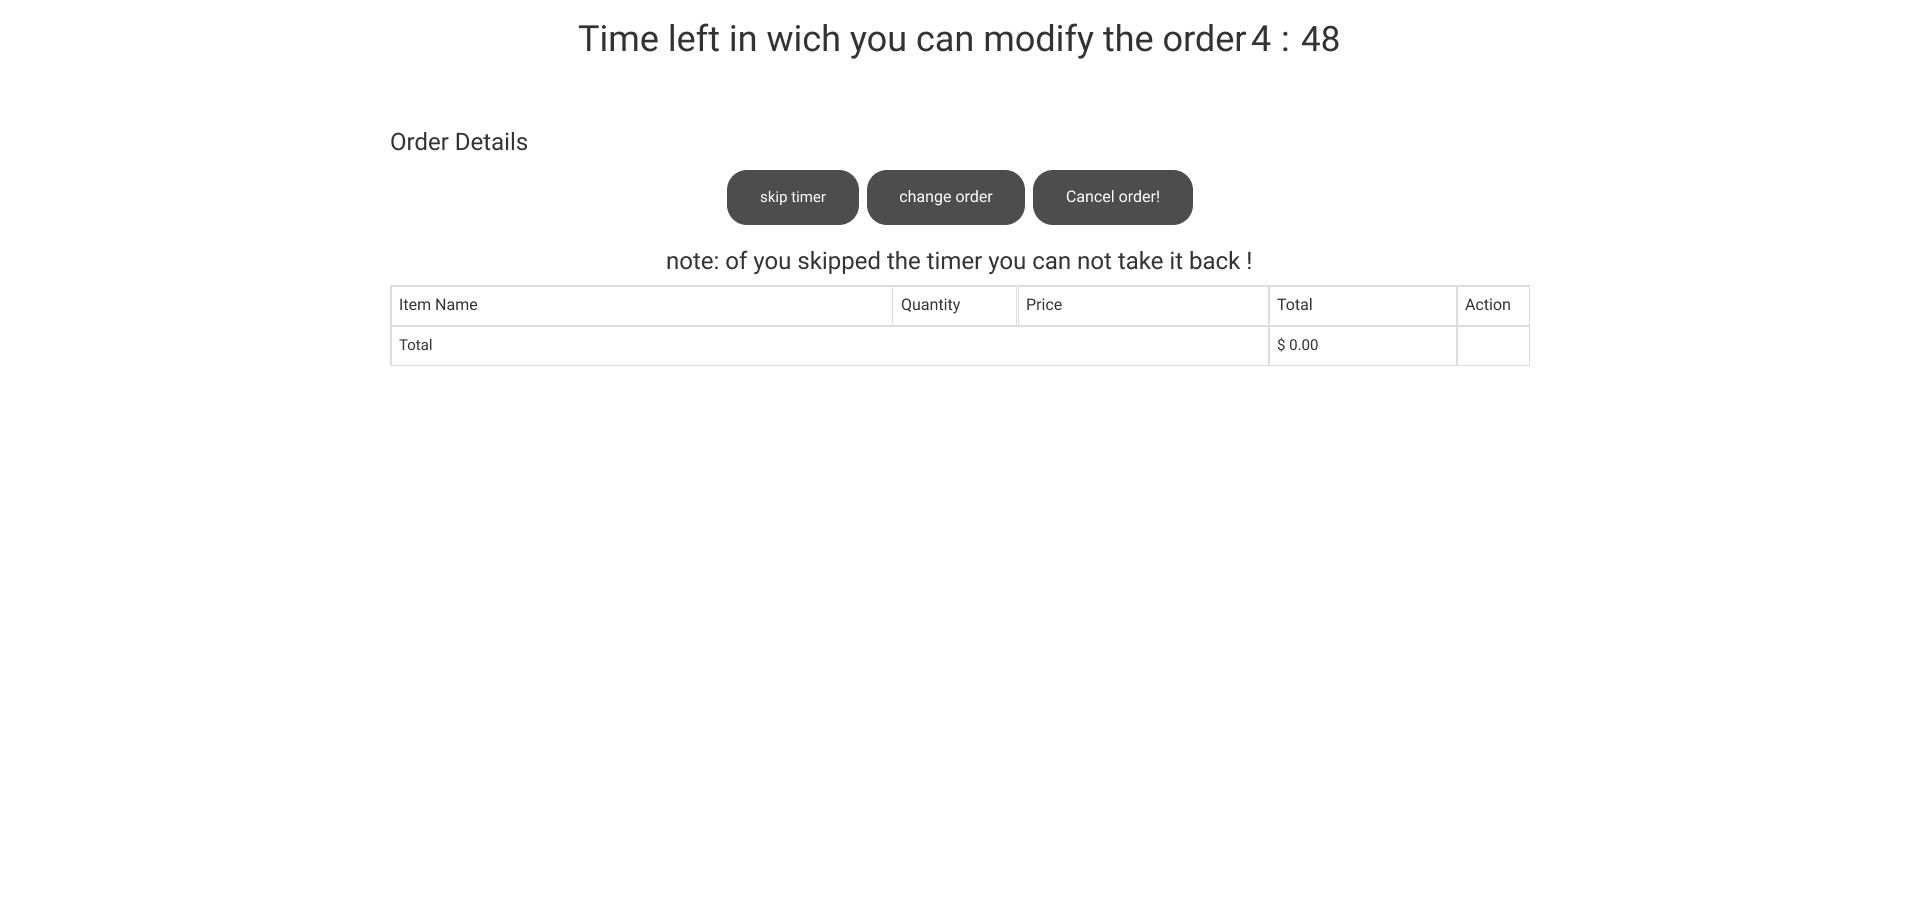 Time left in wich you can modify the order 4 : 48
Order Details
skip timer change order Cancel order!
note: of you skipped the timer you can not take it back !
Item Name Quantity Price Total Action
Total $ 0.00